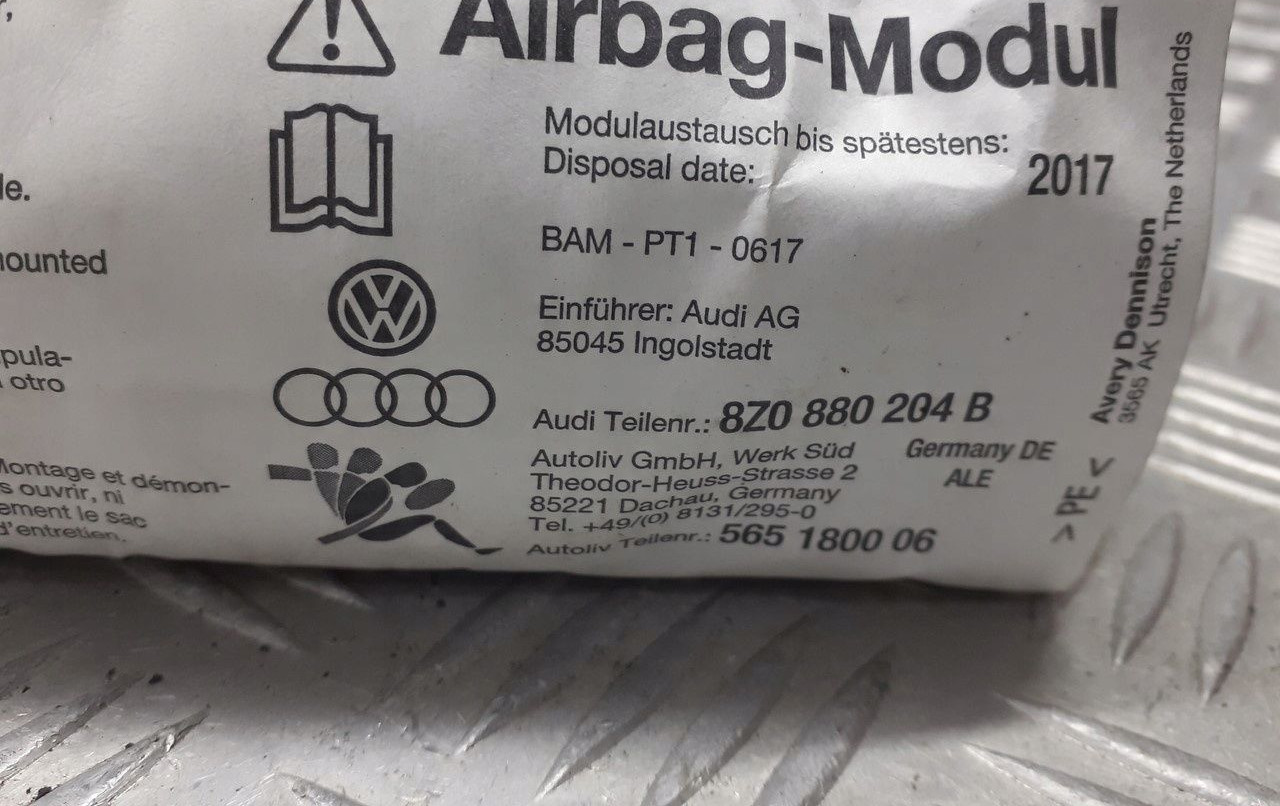 Airbag-Modul
Modulaustausch bis spätestens:
Disposal date:
2017
BAM - PT1 - 0617
Einführer: Audi AG
85045 Ingolstadt
Audi Teilenr.: 8Z0 880 204 B
Autoliv GmbH, Werk Süd
Theodor-Heuss-Strasse 2
85221 Dachau, Germany
Tel. +49/(0) 8131/295-0
Autoliv Teilenr.: 565 1800 06
Germany DE
ALE
> PE <
Avery Dennison
3565 AK Utrecht, The Netherlands
le.
ounted
pula-
otro
Montage et démon-
s ouvrir, ni
ement le sac
d'entretien.
VW